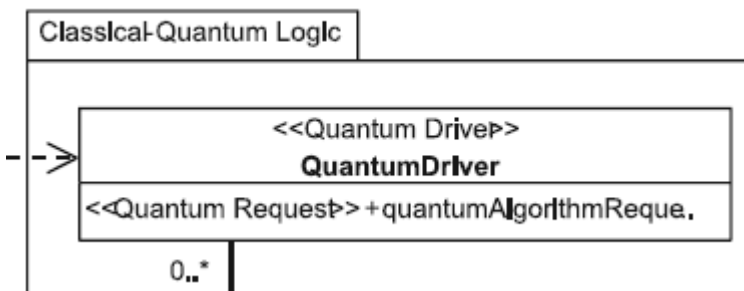 Classical-Quantum Logic
<<Quantum Driver>>
QuantumDriver
<<Quantum Request>> +quantumAlgorithmReque..
0..*